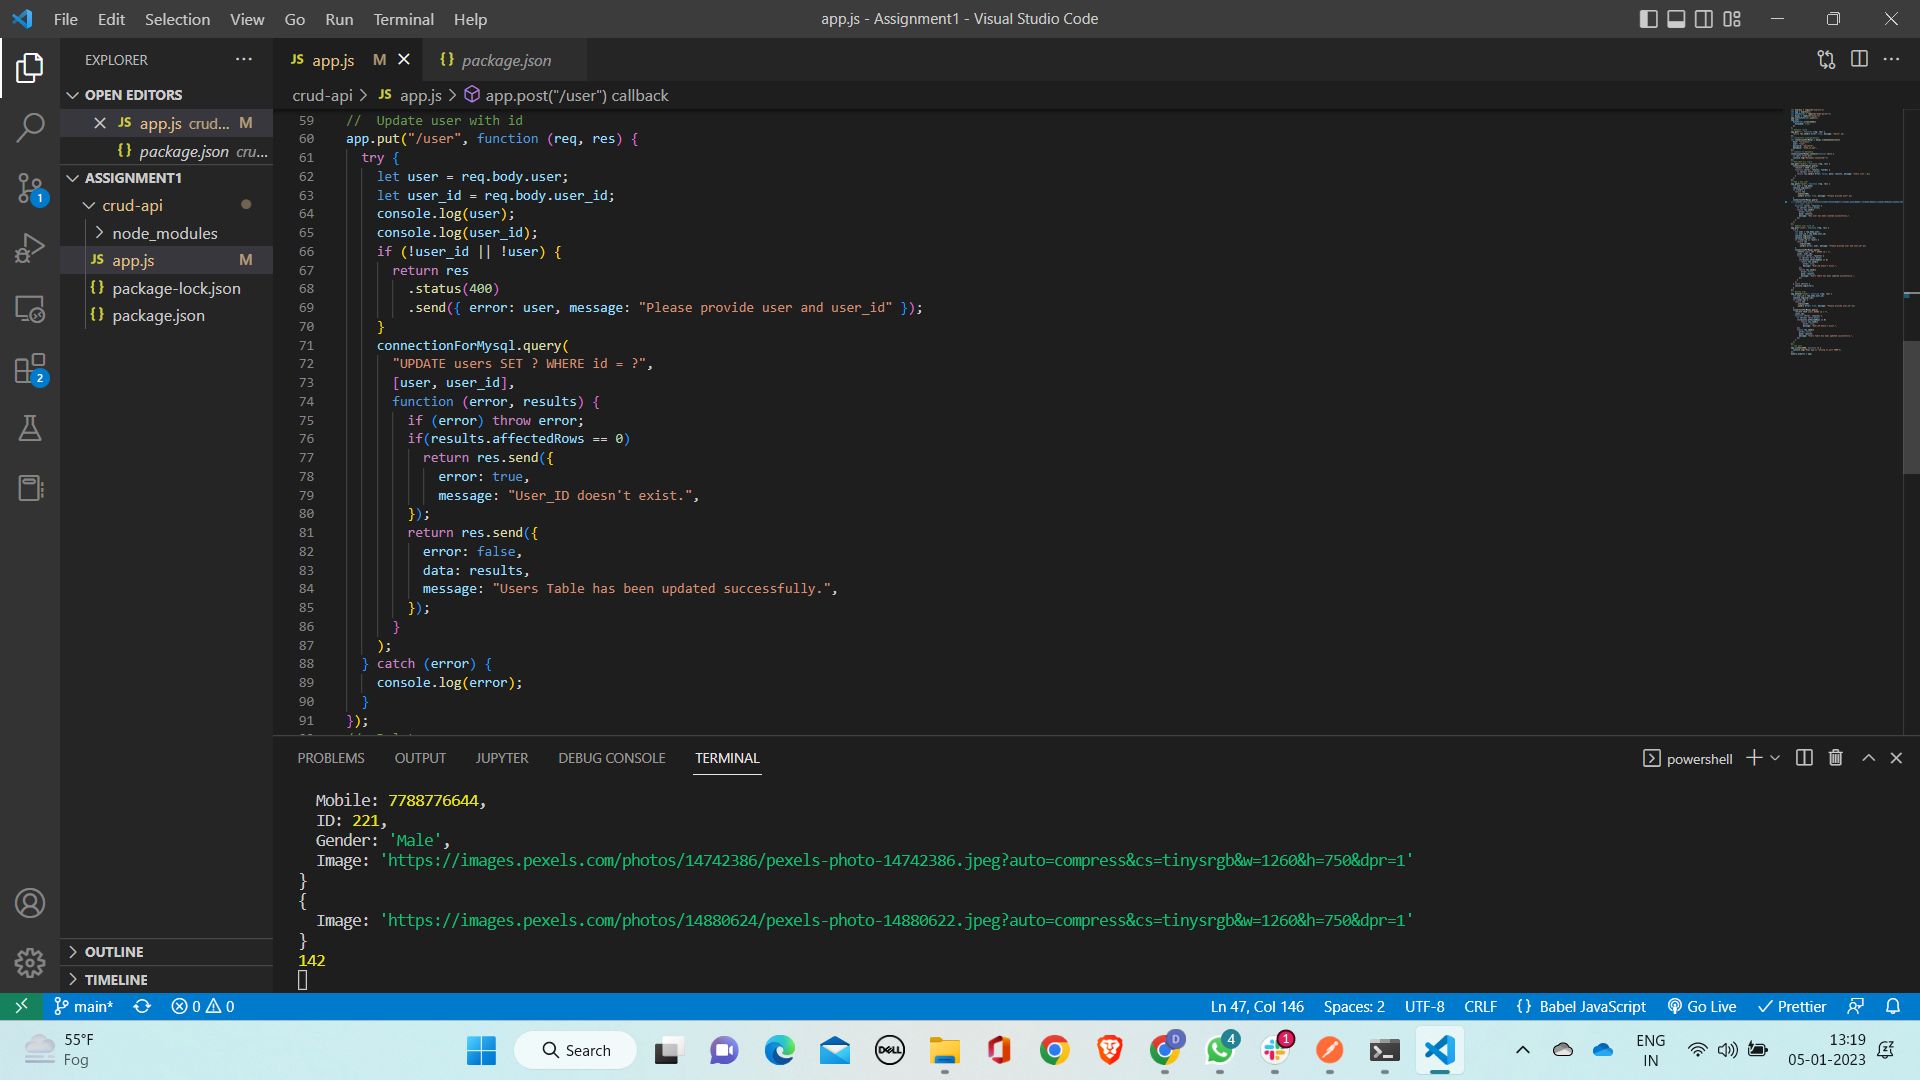 File Edit Selection View Go Run Terminal Help
app.js - Assignment1 - Visual Studio Code
EXPLORER
OPEN EDITORS
JS app.js crud... M
{} package.json cru...
ASSIGNMENT1
crud-api
node_modules
JS app.js M
{} package-lock.json
{} package.json
OUTLINE
TIMELINE
1
2
JS app.js M
{} package.json
crud-api > JS app.js > app.post("/user") callback
59 // Update user with id
60 app.put("/user", function (req, res) {
61 try {
62 let user = req.body.user;
63 let user_id = req.body.user_id;
64 console.log(user);
65 console.log(user_id);
66 if (!user_id || !user) {
67 return res
68 .status(400)
69 .send({ error: user, message: "Please provide user and user_id" });
70 }
71 connectionForMysql.query(
72 "UPDATE users SET ? WHERE id = ?",
73 [user, user_id],
74 function (error, results) {
75 if (error) throw error;
76 if(results.affectedRows == 0)
77 return res.send({
78 error: true,
79 message: "User_ID doesn't exist.",
80 });
81 return res.send({
82 error: false,
83 data: results,
84 message: "Users Table has been updated successfully.",
85 });
86 }
87 );
88 } catch (error) {
89 console.log(error);
90 }
91 });
PROBLEMS OUTPUT JUPYTER DEBUG CONSOLE TERMINAL
powershell
Mobile: 7788776644,
ID: 221,
Gender: 'Male',
Image: 'https://images.pexels.com/photos/14742386/pexels-photo-14742386.jpeg?auto=compress&cs=tinysrgb&w=1260&h=750&dpr=1'
}
{
Image: 'https://images.pexels.com/photos/14880624/pexels-photo-14880622.jpeg?auto=compress&cs=tinysrgb&w=1260&h=750&dpr=1'
}
142
main* 0 0
Ln 47, Col 146 Spaces: 2 UTF-8 CRLF {} Babel JavaScript Go Live Prettier
55°F
Fog
Search
DELL
D
4
1
ENG
IN
13:19
05-01-2023